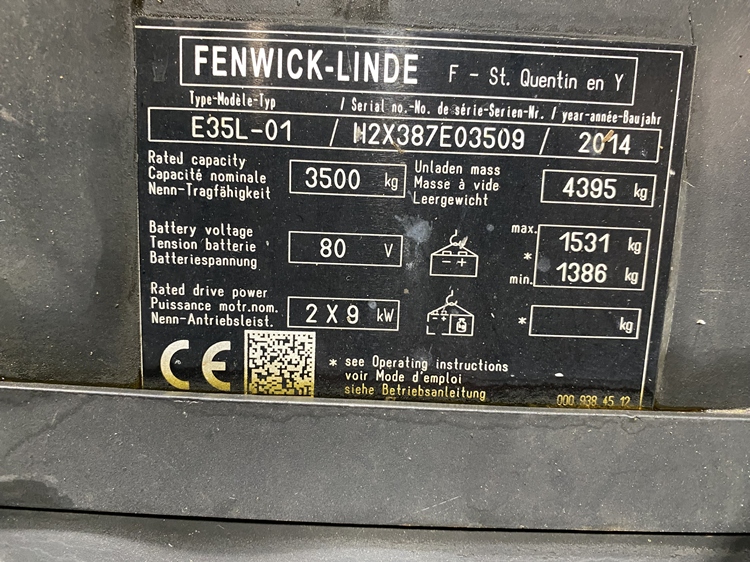 FENWICK-LINDE F - St. Quentin en Y
Type-Modèle-Typ / Serial no.-No. de série-Serien-Nr. / year-année-Baujahr
E35L-01 / H2X387E03509 / 2014
Rated capacity
Capacité nominale
Nenn-Tragfähigkeit
3500 kg
Unladen mass
Masse à vide
Leergewicht
4395 kg
Battery voltage
Tension batterie
Batteriespannung
80 V
- +
max. 1531 kg
*
min. 1386 kg
Rated drive power
Puissance motr.nom.
Nenn-Antriebsleist.
2 X 9 kW
* kg
CE
* see Operating instructions
voir Mode d'emploi
siehe Betriebsanleitung
000 938 45 12